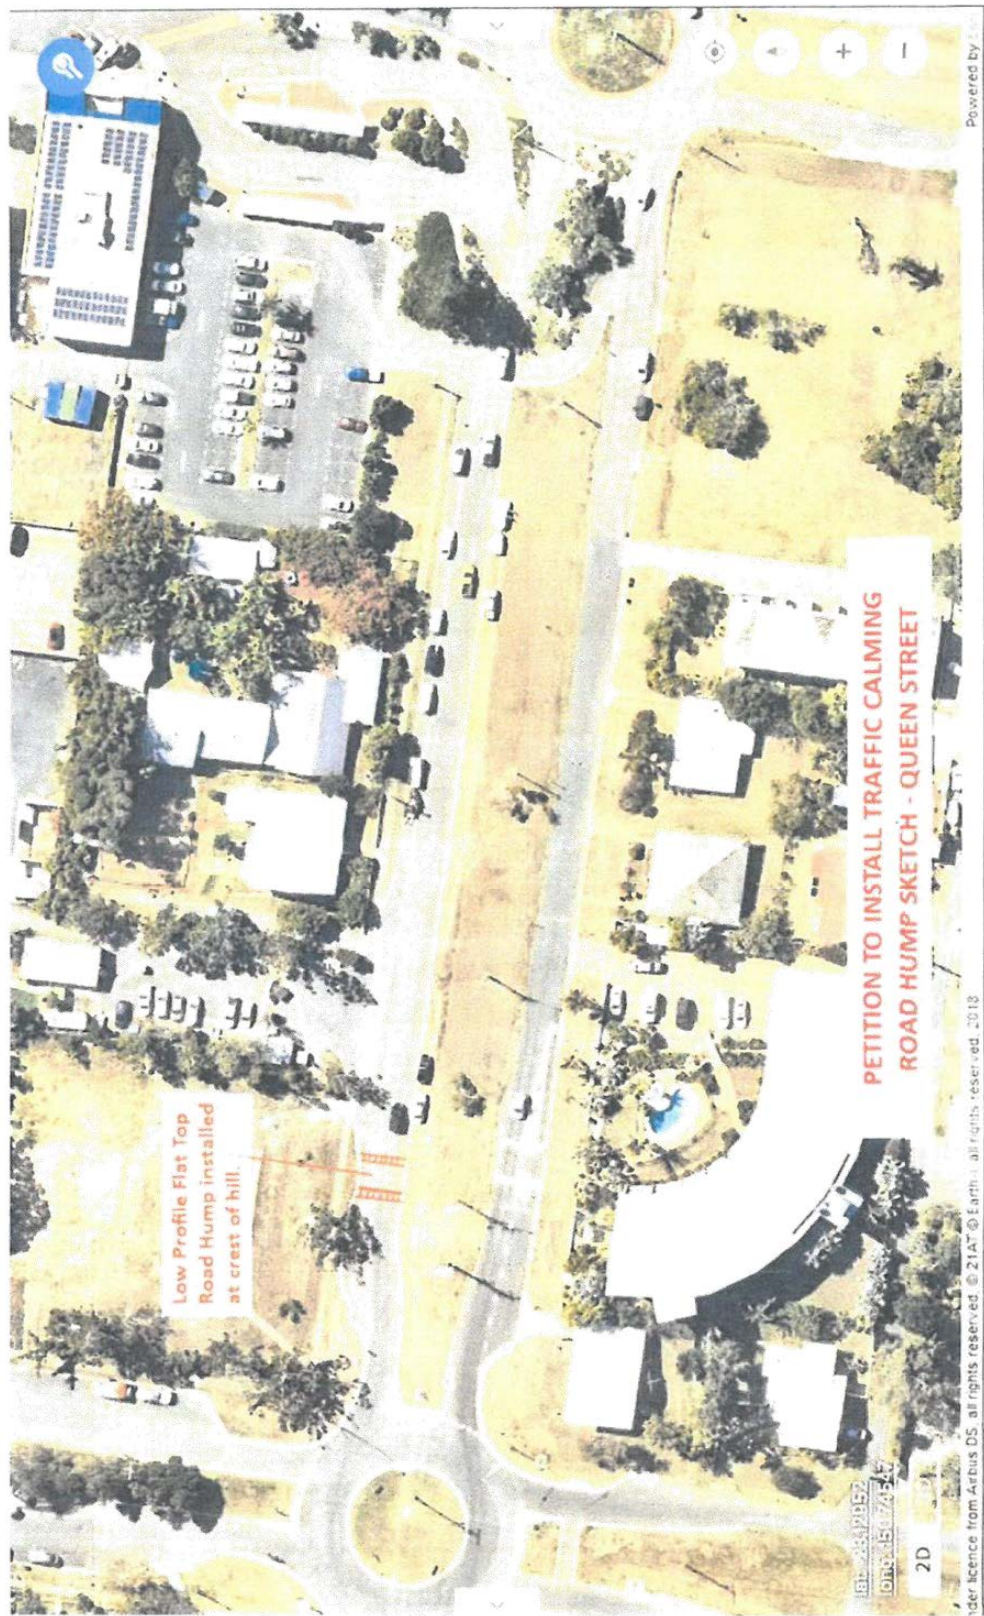 Low Profile Flat Top
Road Hump installed
at crest of hill.
PETITION TO INSTALL TRAFFIC CALMING
ROAD HUMP SKETCH - QUEEN STREET
2D
licence from Airbus DS, all rights reserved. © 21AT © Earth-i, all rights reserved, 2018
Powered by